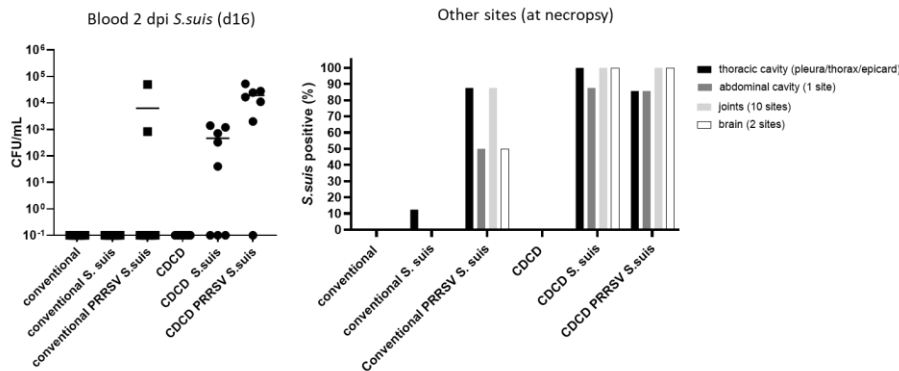 Blood 2 dpi S.suis (d16)
10⁶
10⁵
10⁴
10³
10²
10¹
10⁰
10⁻¹
CFU/mL
conventional
conventional S. suis
conventional PRRSV S.suis
CDCD
CDCD S.suis
CDCD PRRSV S.suis
Other sites (at necropsy)
100
90
80
70
60
50
40
30
20
10
0
S.suis positive (%)
conventional
conventional S. suis
Conventional PRRSV S.suis
CDCD
CDCD S. suis
CDCD PRRSV S.suis
thoracic cavity (pleura/thorax/epicard)
abdominal cavity (1 site)
joints (10 sites)
brain (2 sites)